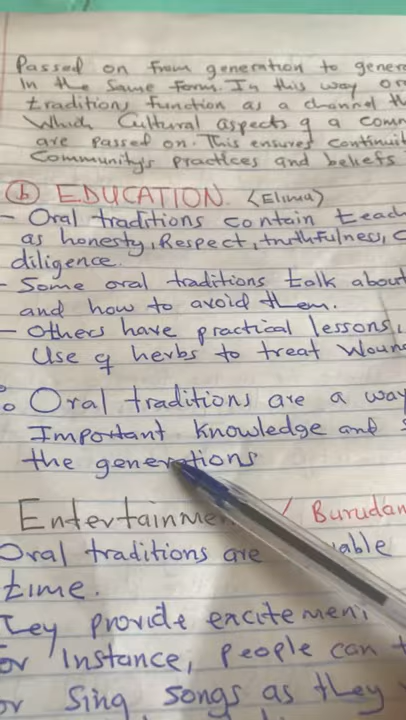 Passed on from generation to gener
In the same form. In this way or
traditions function as a channel th
Which Cultural aspects of a comm
are passed on. This ensures continuit
Community's practices and beliefs
(b) EDUCATION. (Elimu)
- Oral traditions contain teach
as honesty, Respect, truthfulness, c
diligence.
- Some oral traditions talk about
and how to avoid them.
- Others have practical lessons,
Use of herbs to treat Woun
Oral traditions are a way
Important Knowledge and s
the generations
Entertainme / Burudan
Oral traditions are able
time.
They provide excitement
For Instance, people can t
or Sing Songs as they